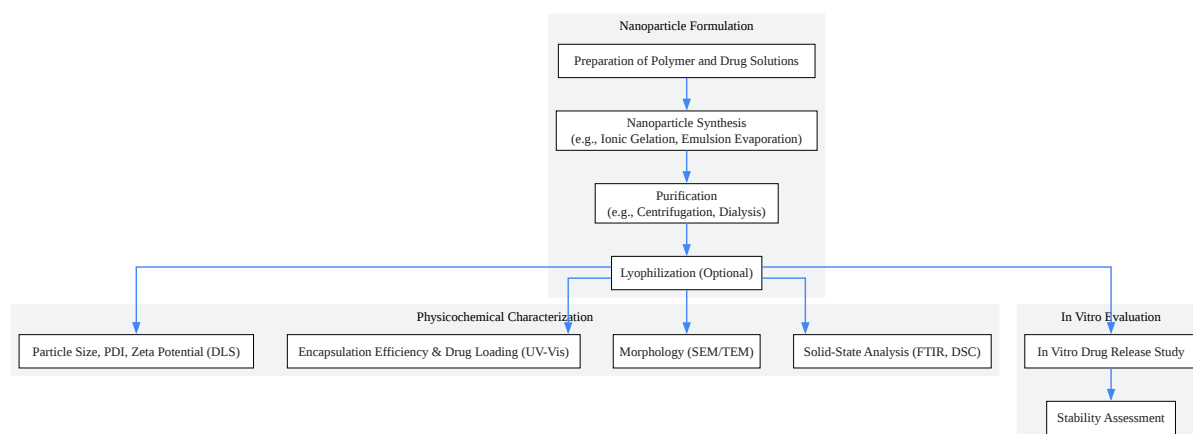 Nanoparticle Formulation
Preparation of Polymer and Drug Solutions
Nanoparticle Synthesis
(e.g., Ionic Gelation, Emulsion Evaporation)
Purification
(e.g., Centrifugation, Dialysis)
Lyophilization (Optional)
Physicochemical Characterization
In Vitro Evaluation
Particle Size, PDI, Zeta Potential (DLS)
Encapsulation Efficiency & Drug Loading (UV-Vis)
Morphology (SEM/TEM)
Solid-State Analysis (FTIR, DSC)
In Vitro Drug Release Study
Stability Assessment